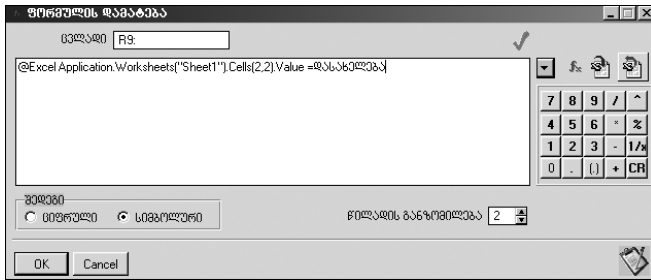 ფორმულის დამატება
ცვლადი R9:
@Excel Application.Worksheets("Sheet1").Cells(2,2).Value =დასახელება
fx
7 8 9 / ^
4 5 6 * %
1 2 3 - 1/x
0 . (.) + CR
შედეგი
ციფრული სიმბოლური
წილადის განზომილება 2
OK Cancel